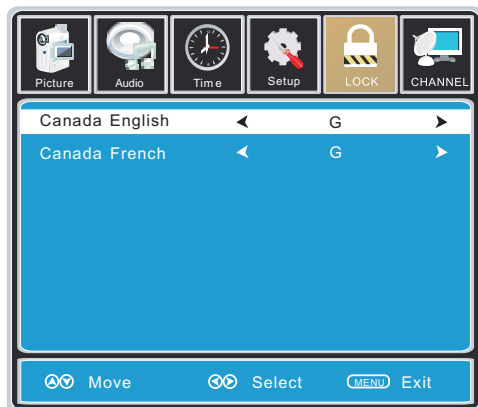 Picture Audio Time Setup LOCK CHANNEL
Canada English G
Canada French G
Move Select MENU Exit